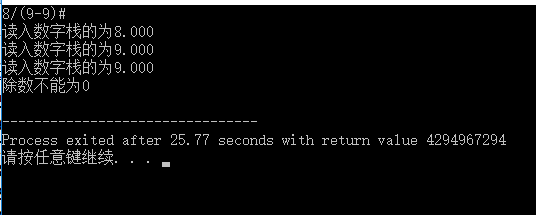 8/(9-9)#
读入数字栈的为8.000
读入数字栈的为9.000
读入数字栈的为9.000
除数不能为0
--------------------------------
Process exited after 25.77 seconds with return value 4294967294
请按任意键继续. . .